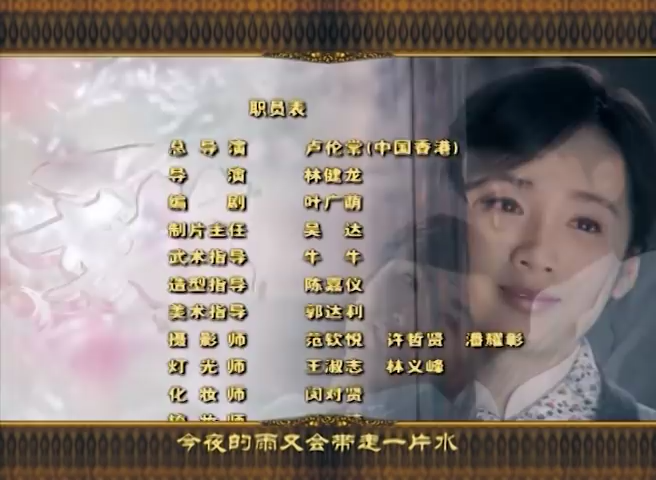 职员表
总导演 卢伦常(中国香港)
导演 林健龙
编剧 叶广萌
制片主任 吴达
武术指导 牛牛
造型指导 陈嘉仪
美术指导 郭达利
摄影师 范钦悦 许哲贤 潘耀彰
灯光师 王淑志 林义峰
化妆师 闵对贤
今夜的雨又会带走一片水